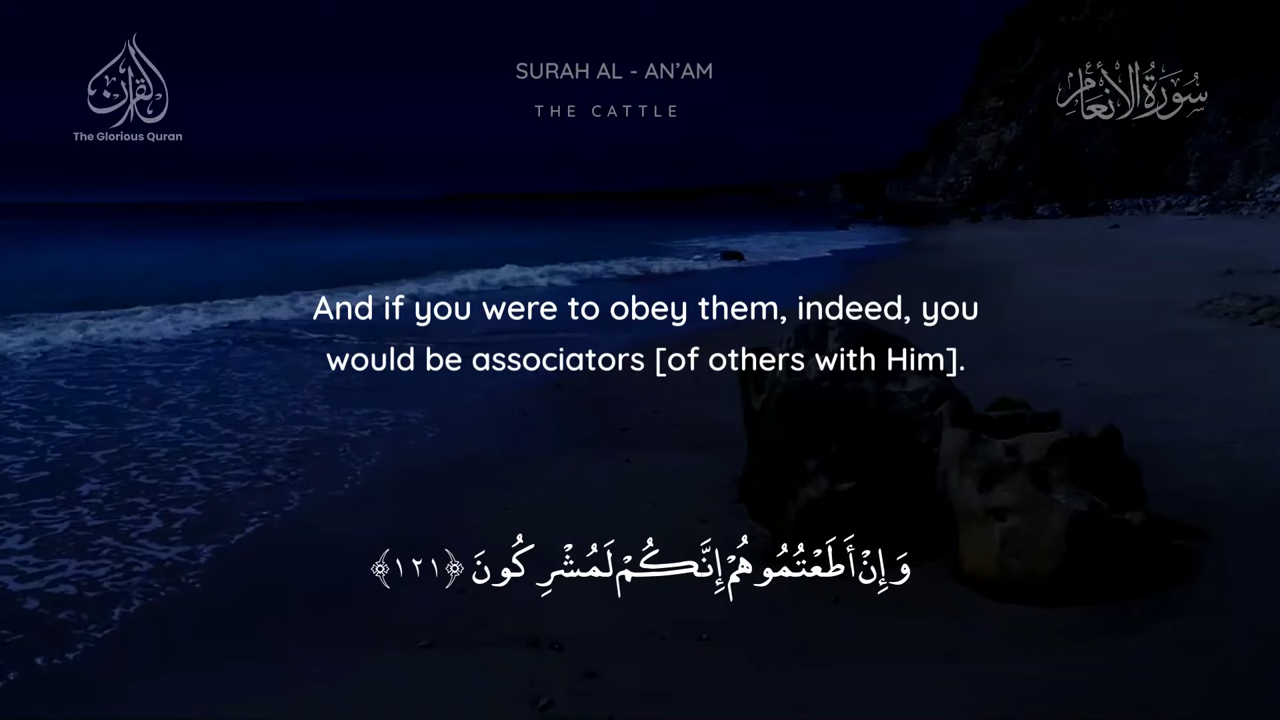 القرآن
The Glorious Quran
SURAH AL - AN’AM
THE CATTLE
سُورَةُ الأَنْعَامِ
And if you were to obey them, indeed, you
would be associators [of others with Him].
وَإِنْ أَطَعْتُمُوهُمْ إِنَّكُمْ لَمُشْرِكُونَ ﴿١٢١﴾